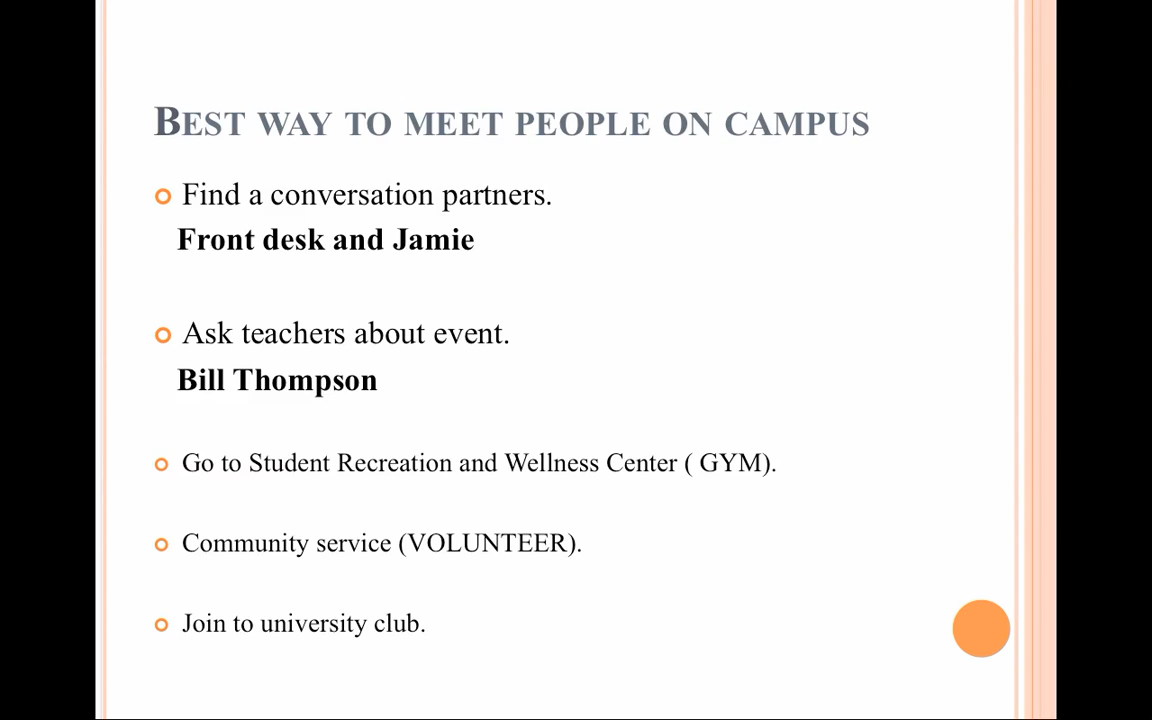 Best way to meet people on campus
Find a conversation partners.
Front desk and Jamie
Ask teachers about event.
Bill Thompson
Go to Student Recreation and Wellness Center ( GYM).
Community service (VOLUNTEER).
Join to university club.